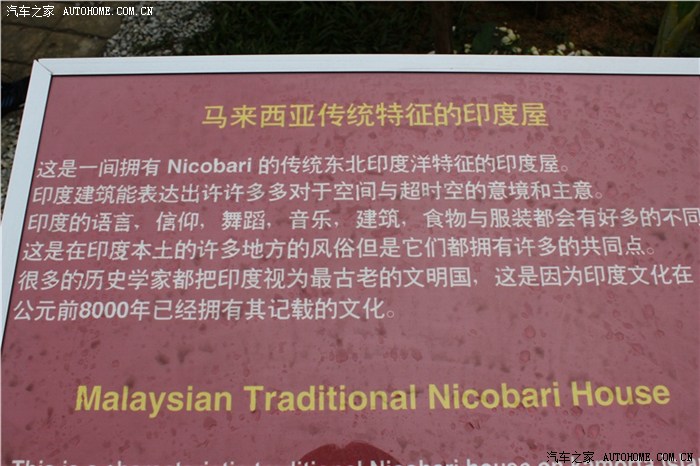 汽车之家 AUTOHOME.COM.CN
马来西亚传统特征的印度屋
这是一间拥有 Nicobari 的传统东北印度洋特征的印度屋。
印度建筑能表达出许许多多对于空间与超时空的意境和主意。
印度的语言，信仰，舞蹈，音乐，建筑，食物与服装都会有好多的不同
这是在印度本土的许多地方的风俗但是它们都拥有许多的共同点。
很多的历史学家都把印度视为最古老的文明国，这是因为印度文化在
公元前8000年已经拥有其记载的文化。
Malaysian Traditional Nicobari House
汽车之家 AUTOHOME.COM.CN